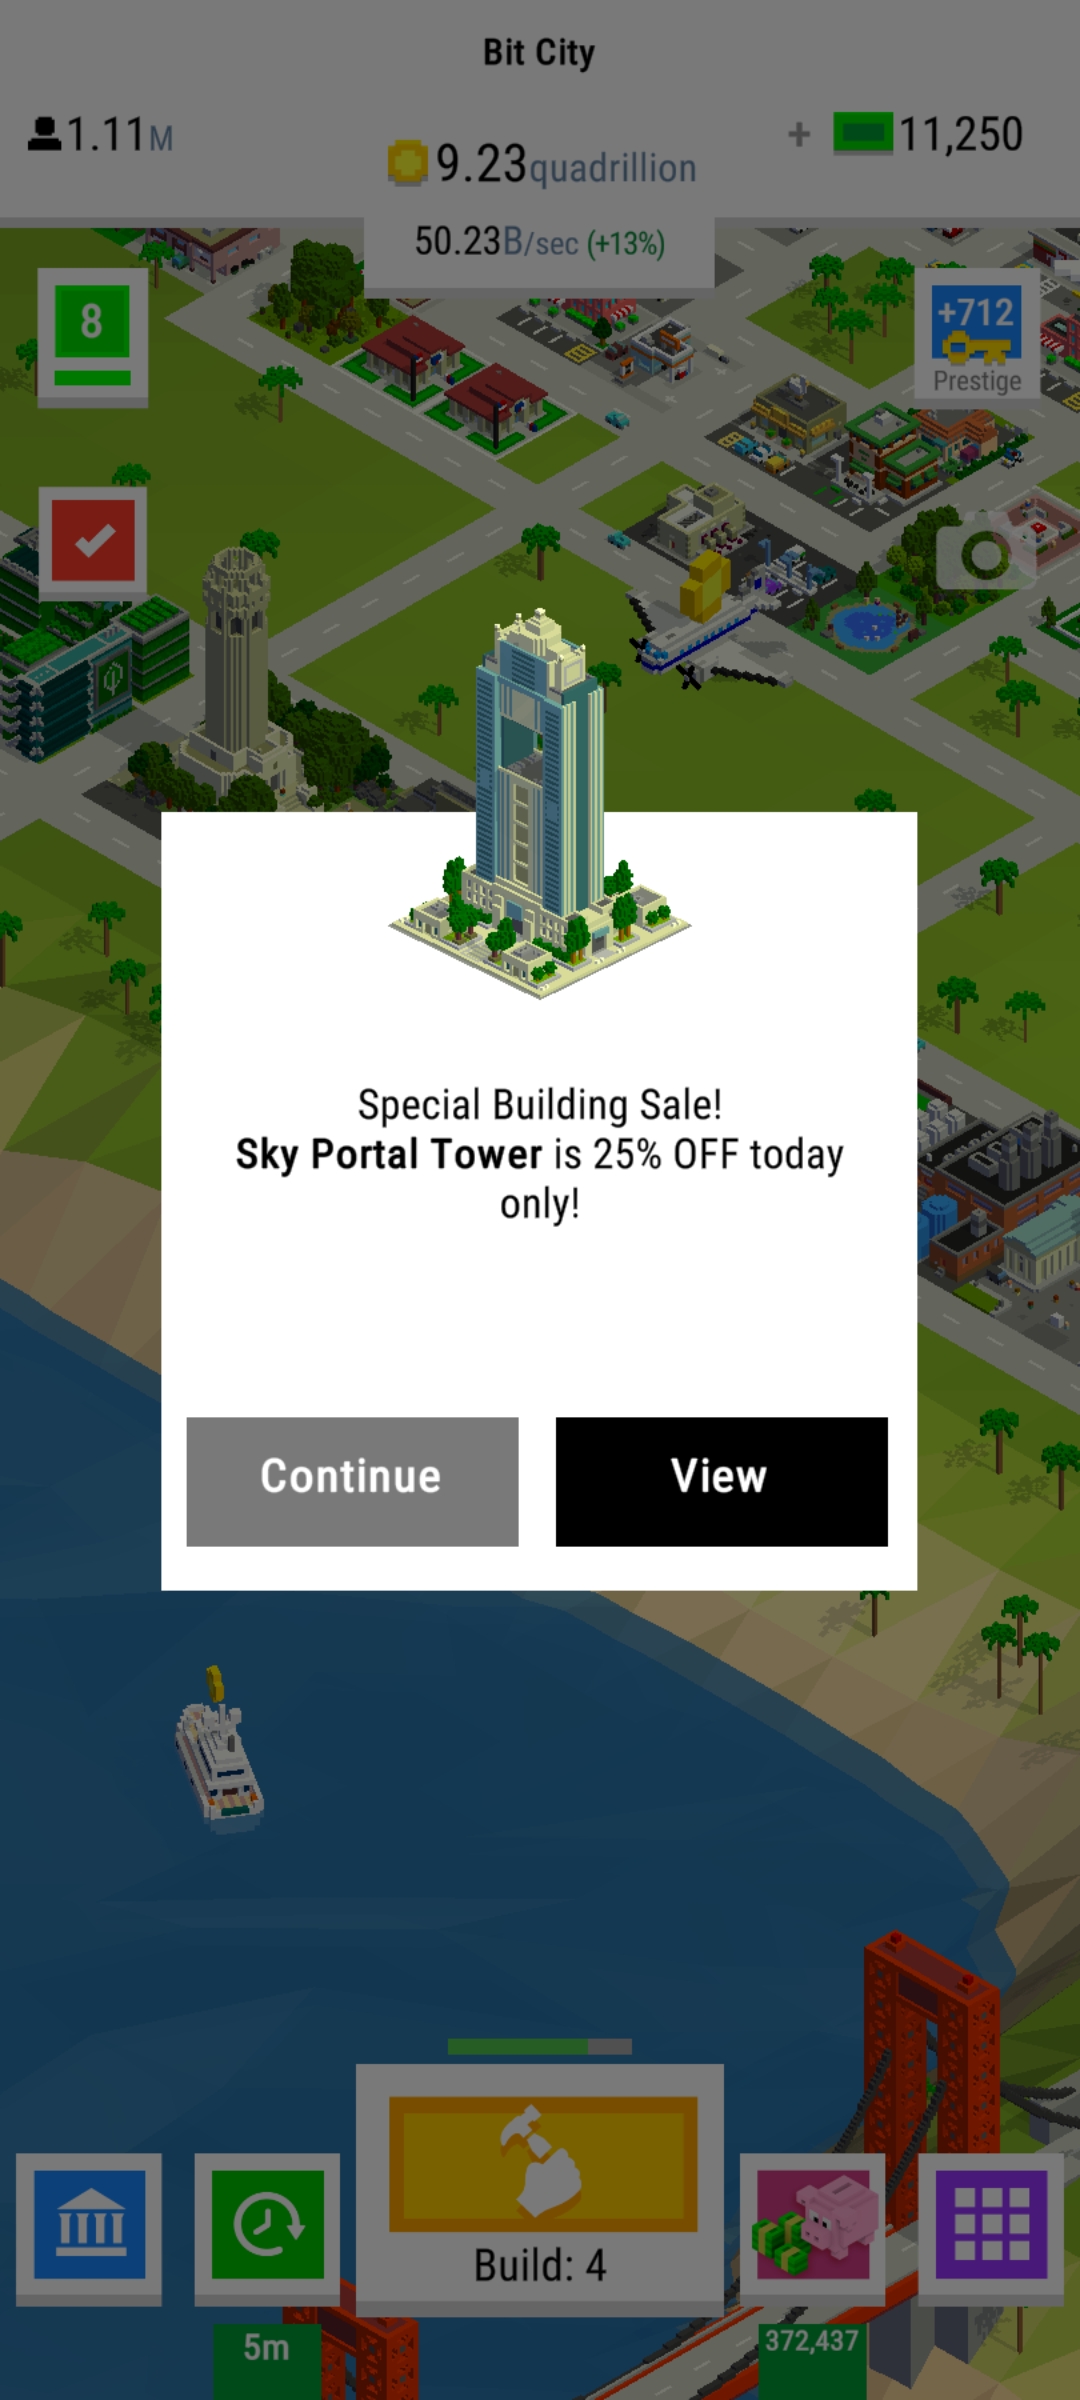 Bit City
1.11M
9.23quadrillion
+ 11,250
50.23B/sec (+13%)
8
+712
Prestige
Special Building Sale!
Sky Portal Tower is 25% OFF today
only!
Continue
View
Build: 4
5m
372,437